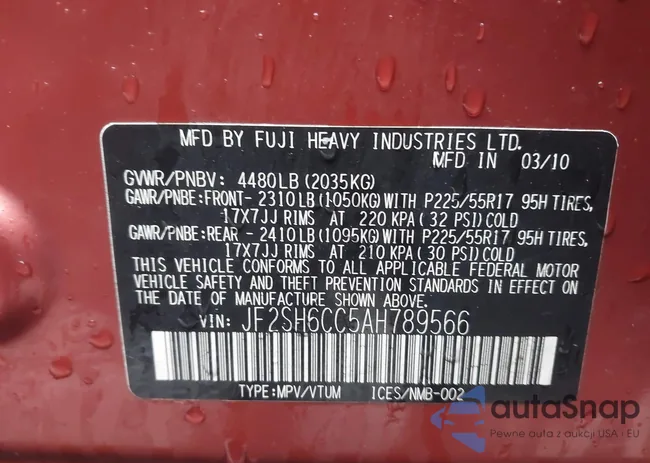 MFD BY FUJI HEAVY INDUSTRIES LTD.
MFD IN 03/10
GVWR/PNBV: 4480LB (2035KG)
GAWR/PNBE: FRONT- 2310LB (1050KG) WITH P225/55R17 95H TIRES,
17X7JJ RIMS AT 220 KPA ( 32 PSI) COLD
GAWR/PNBE: REAR - 2410LB (1095KG) WITH P225/55R17 95H TIRES,
17X7JJ RIMS AT 210 KPA ( 30 PSI) COLD
THIS VEHICLE CONFORMS TO ALL APPLICABLE FEDERAL MOTOR
VEHICLE SAFETY AND THEFT PREVENTION STANDARDS IN EFFECT ON
THE DATE OF MANUFACTURE SHOWN ABOVE.
VIN: JF2SH6CC5AH789566
TYPE:MPV/VTUM ICES/NMB-002
autoSnap
Pewne auta z aukcji USA i EU